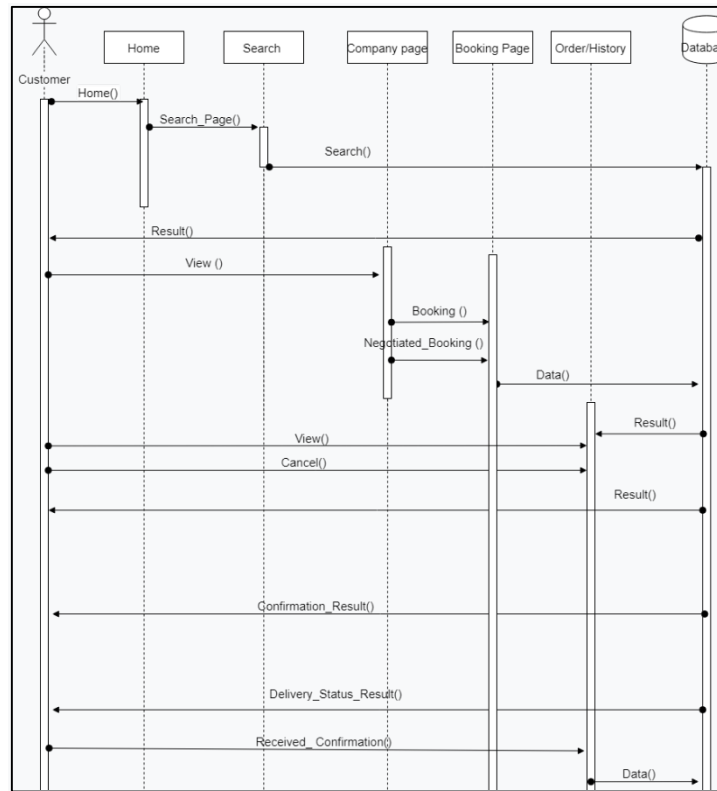 Home
Search
Company page
Booking Page
Order/History
Databa
Customer
Home()
Search_Page()
Search()
Result()
View ()
Booking ()
Negotiated_Booking ()
Data()
Result()
View()
Cancel()
Result()
Confirmation_Result()
Delivery_Status_Result()
Received_ Confirmation()
Data()